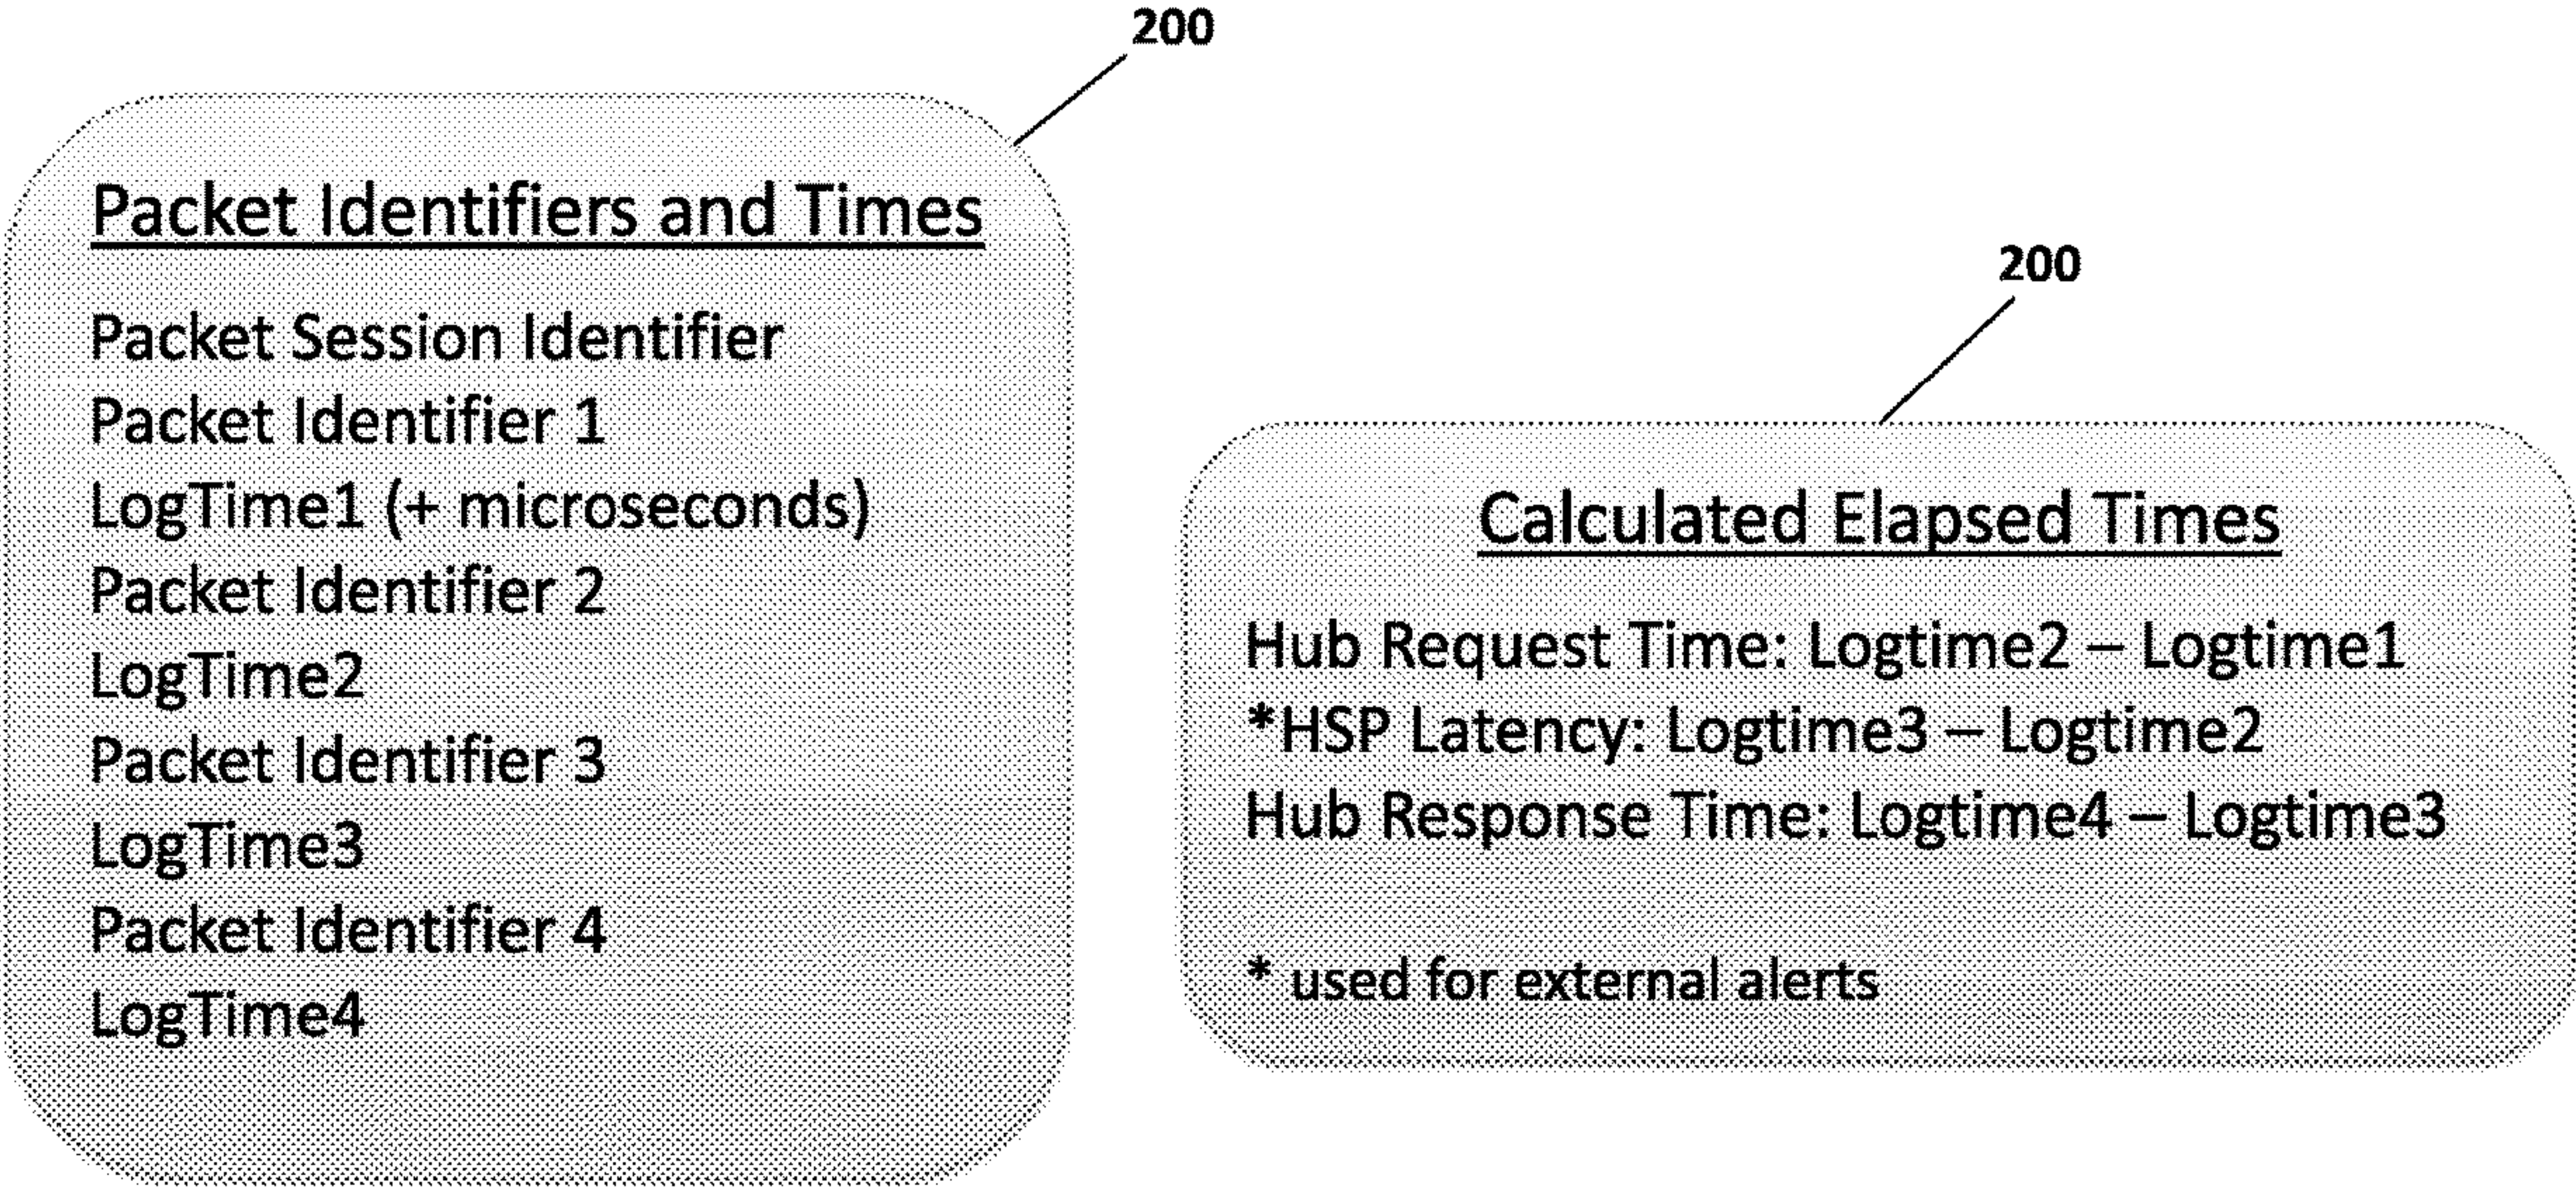 200
Packet Identifiers and Times
Packet Session Identifier
Packet Identifier 1
LogTime1 (+ microseconds)
Packet Identifier 2
LogTime2
Packet Identifier 3
LogTime3
Packet Identifier 4
LogTime4
200
Calculated Elapsed Times
Hub Request Time: Logtime2 – Logtime1
*HSP Latency: Logtime3 – Logtime2
Hub Response Time: Logtime4 – Logtime3
* used for external alerts